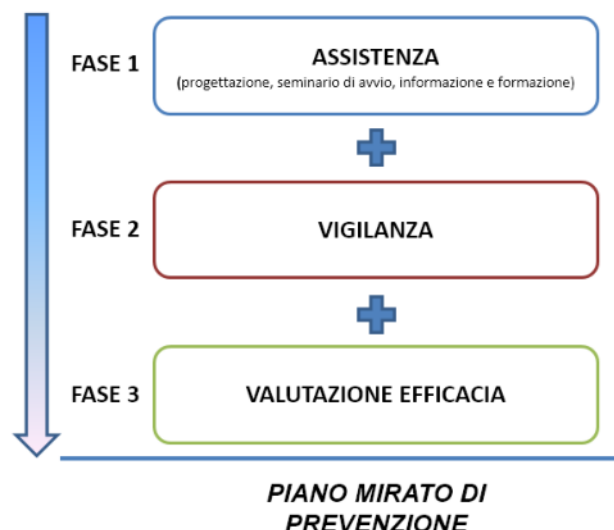 FASE 1
ASSISTENZA
(progettazione, seminario di avvio, informazione e formazione)
FASE 2
VIGILANZA
FASE 3
VALUTAZIONE EFFICACIA
PIANO MIRATO DI
PREVENZIONE